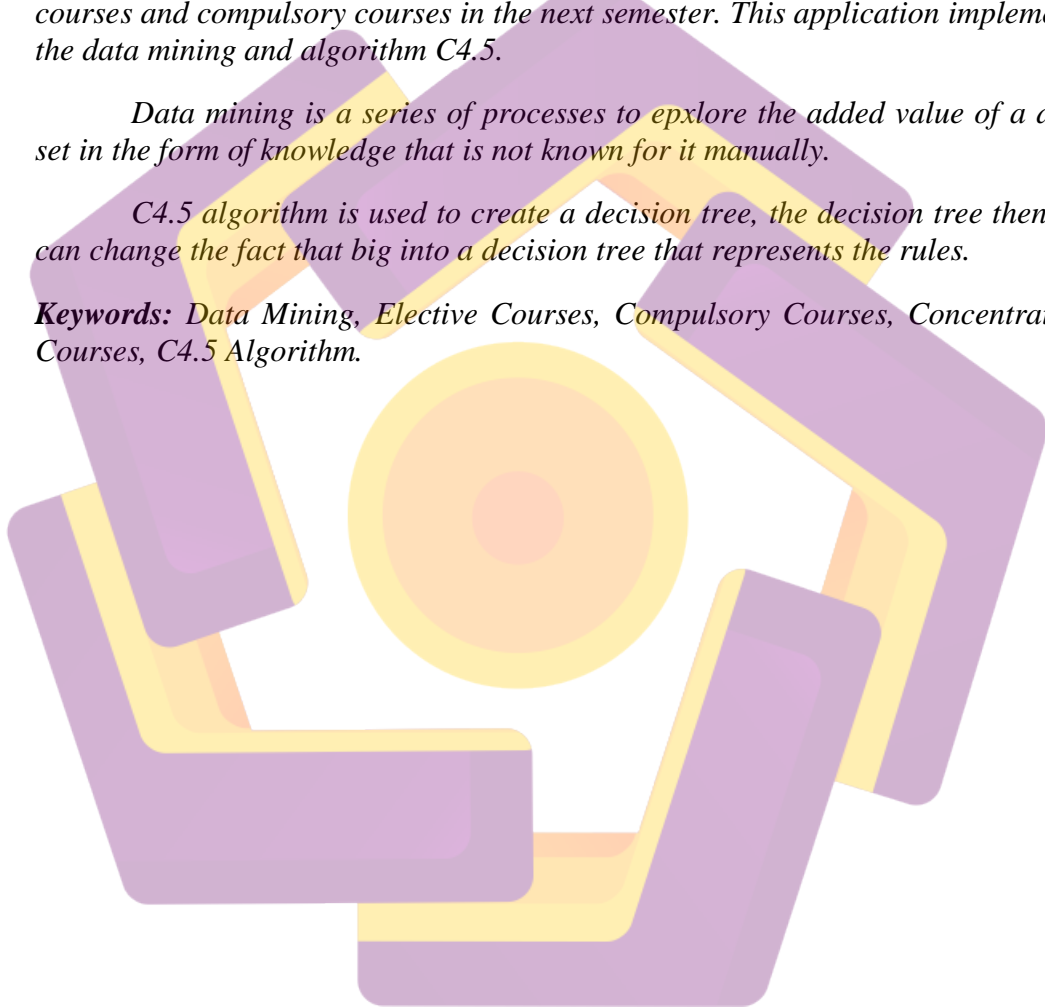 courses and compulsory courses in the next semester. This application impleme
the data mining and algorithm C4.5.
Data mining is a series of processes to epxlore the added value of a
set in the form of knowledge that is not known for it manually.
C4.5 algorithm is used to create a decision tree, the decision tree then
can change the fact that big into a decision tree that represents the rules.
Keywords: Data Mining, Elective Courses, Compulsory Courses, Concentra
Courses, C4.5 Algorithm.